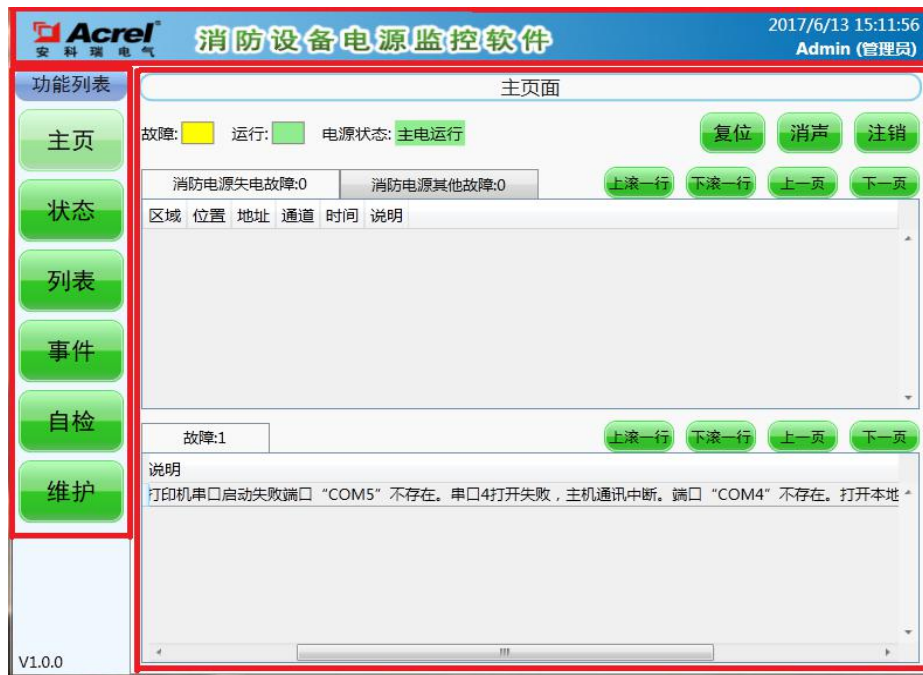 Acrel
安科瑞电气
消防设备电源监控软件
2017/6/13 15:11:56
Admin (管理员)
功能列表
主页
状态
列表
事件
自检
维护
V1.0.0
主页面
故障: 运行: 电源状态: 主电运行
复位 消声 注销
消防电源失电故障:0 消防电源其他故障:0 上滚一行 下滚一行 上一页 下一页
区域 位置 地址 通道 时间 说明
故障:1 上滚一行 下滚一行 上一页 下一页
说明
打印机串口启动失败端口“COM5”不存在。串口4打开失败，主机通讯中断。端口“COM4”不存在。打开本地